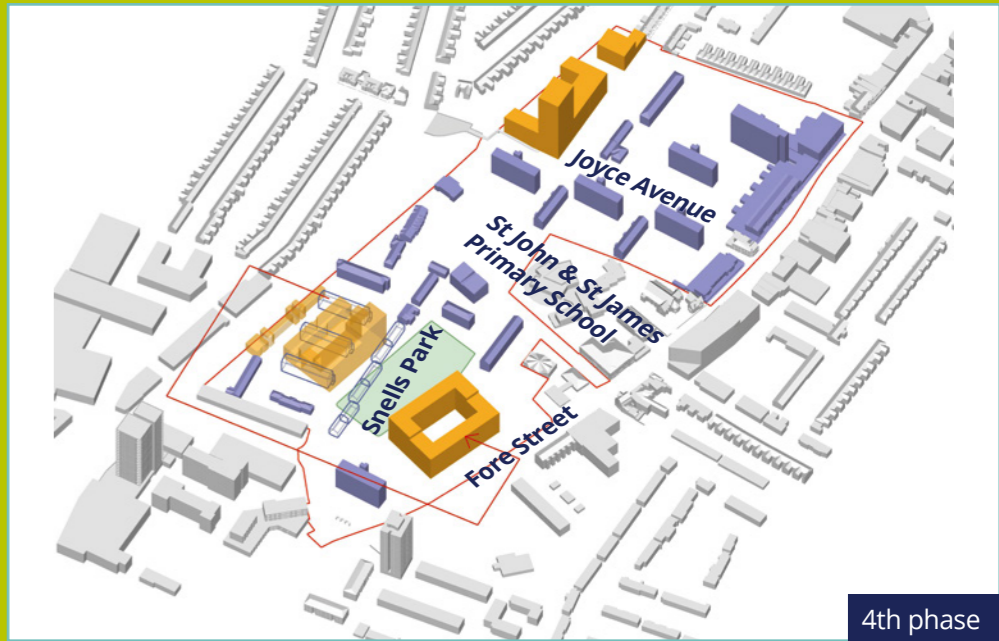 Joyce Avenue
St John & St James
Primary School
Snells Park
Fore Street
4th phase